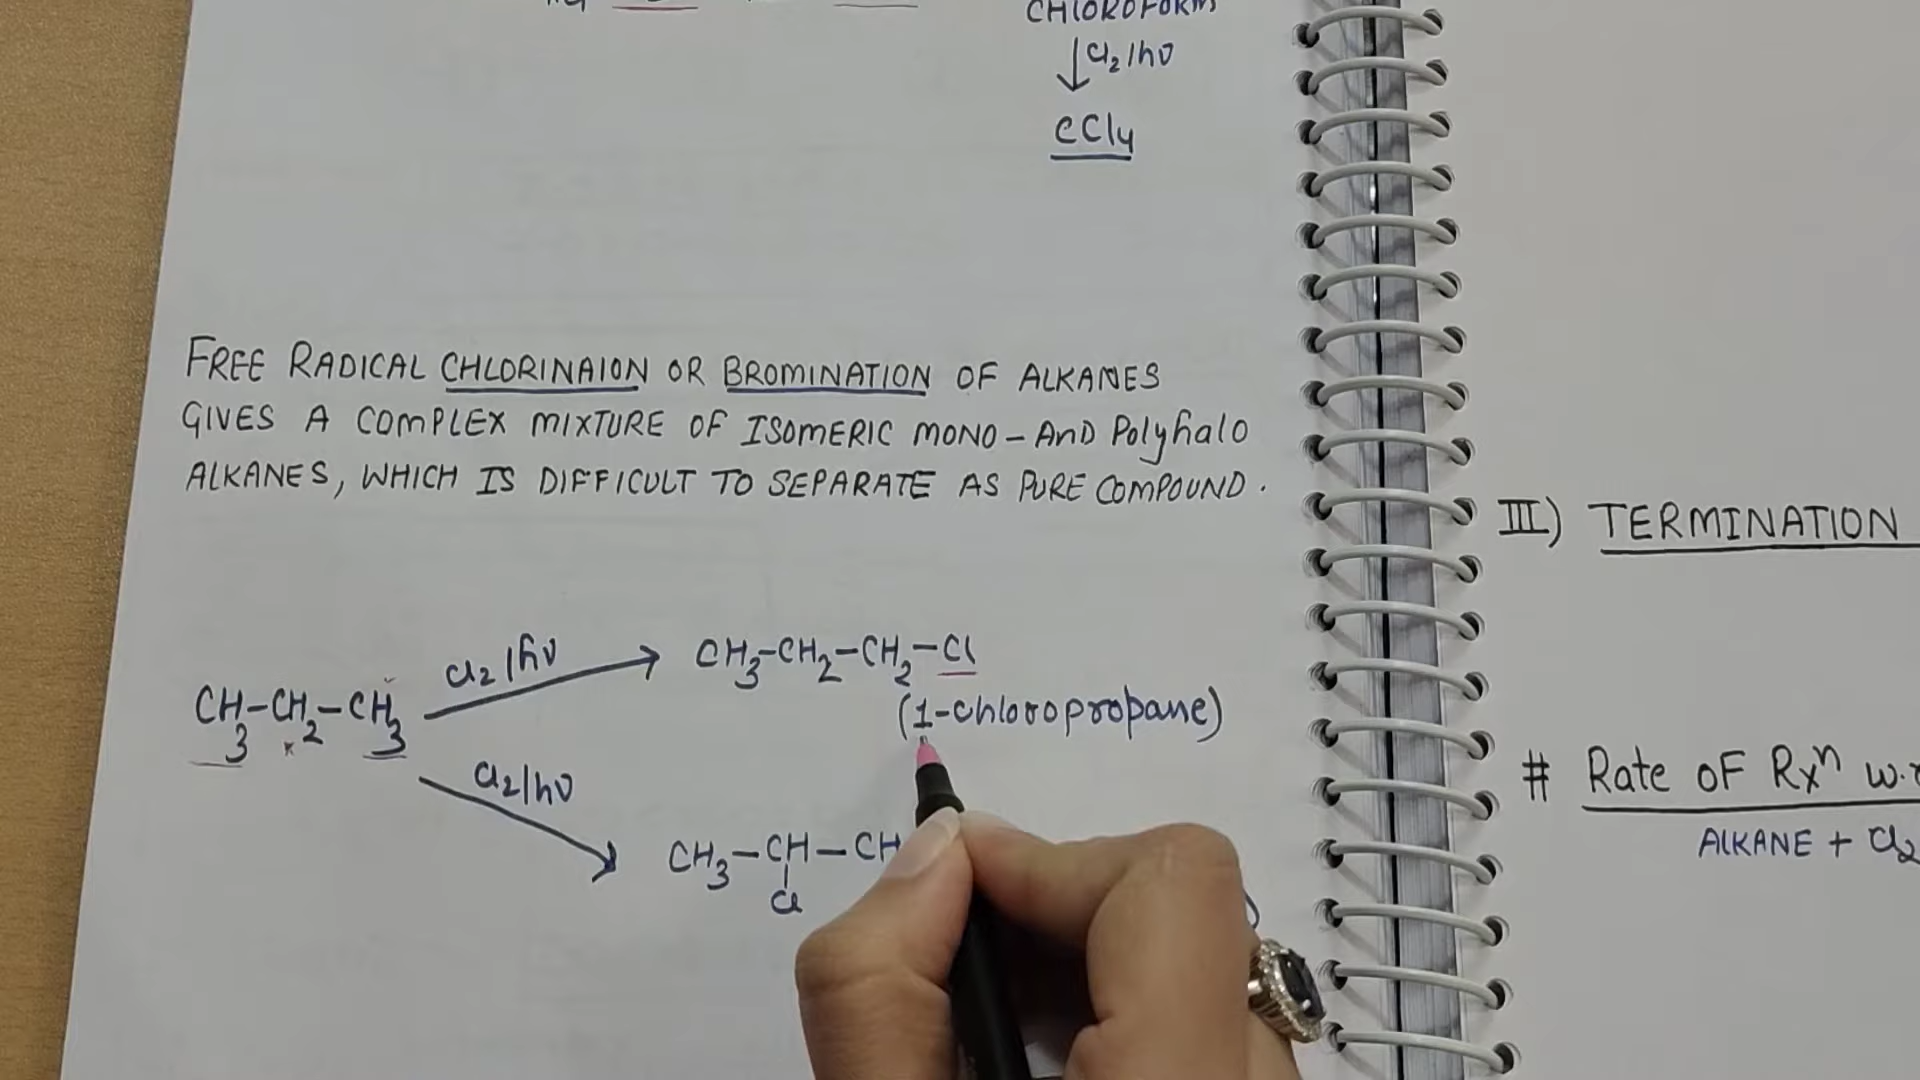 CHLOROFORM
↓ Cl₂/hν
CCl₄
FREE RADICAL CHLORINAION OR BROMINATION OF ALKANES
GIVES A COMPLEX MIXTURE OF ISOMERIC MONO-AND Polyhalo
ALKANES, WHICH IS DIFFICULT TO SEPARATE AS PURE COMPOUND.
Cl₂/hν
CH₃-CH₂-CH₂-Cl
CH₃-CH₂-CH₃
(1-chloropropane)
Cl₂/hν
CH₃-CH-CH
Cl
III) TERMINATION
# Rate OF Rxⁿ
ALKANE + Cl₂